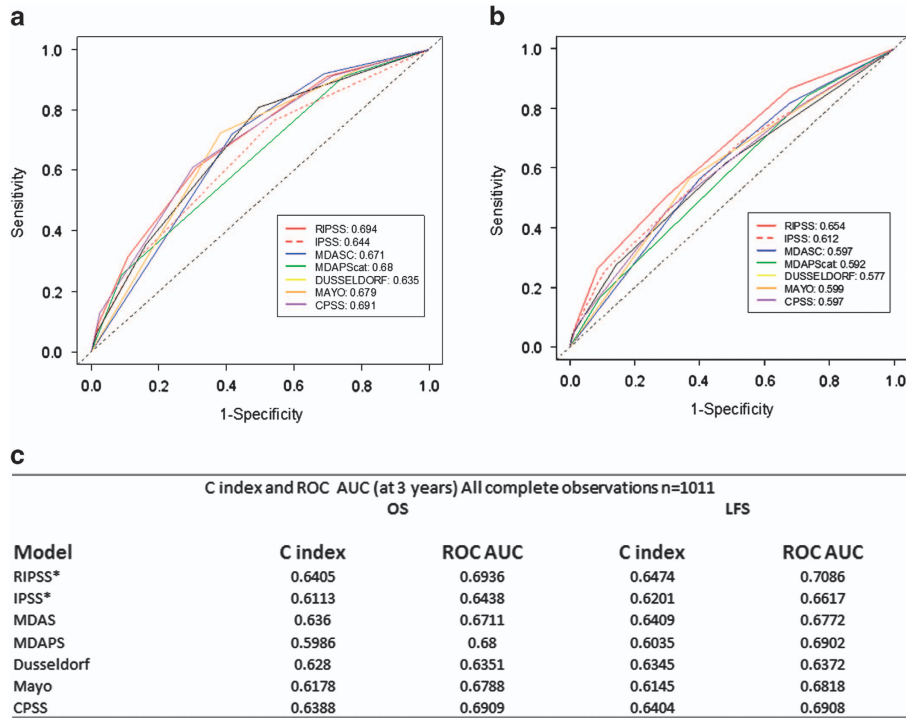 a
1.0
0.8
0.6
0.4
0.2
0.0
Sensitivity
RIPSS: 0.694
IPSS: 0.644
MDASC: 0.671
MDAPScat: 0.68
DUSSELDORF: 0.635
MAYO: 0.679
CPSS: 0.691
0.0 0.2 0.4 0.6 0.8 1.0
1-Specificity
b
1.0
0.8
0.6
0.4
0.2
0.0
Sensitivity
RIPSS: 0.654
IPSS: 0.612
MDASC: 0.597
MDAPScat: 0.592
DUSSELDORF: 0.577
MAYO: 0.599
CPSS: 0.597
0.0 0.2 0.4 0.6 0.8 1.0
1-Specificity
c
C index and ROC AUC (at 3 years) All complete observations n=1011
OS LFS
Model C index ROC AUC C index ROC AUC
RIPSS* 0.6405 0.6936 0.6474 0.7086
IPSS* 0.6113 0.6438 0.6201 0.6617
MDAS 0.636 0.6711 0.6409 0.6772
MDAPS 0.5986 0.68 0.6035 0.6902
Dusseldorf 0.628 0.6351 0.6345 0.6372
Mayo 0.6178 0.6788 0.6145 0.6818
CPSS 0.6388 0.6909 0.6404 0.6908